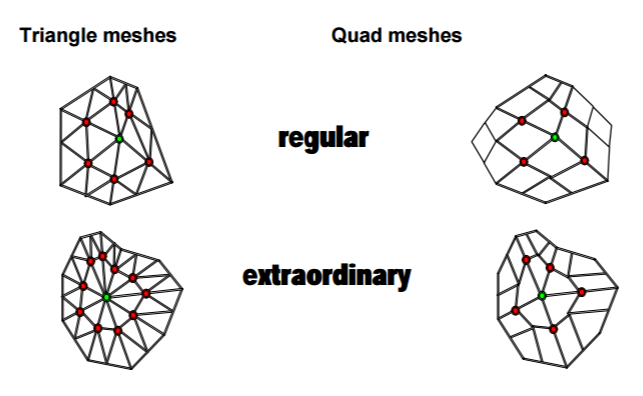 Triangle meshes
Quad meshes
regular
extraordinary